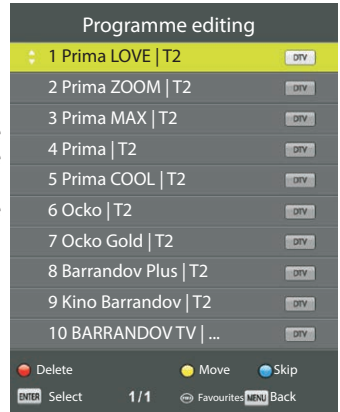 Programme editing
1 Prima LOVE | T2 DTV
2 Prima ZOOM | T2 DTV
3 Prima MAX | T2 DTV
4 Prima | T2 DTV
5 Prima COOL | T2 DTV
6 Ocko | T2 DTV
7 Ocko Gold | T2 DTV
8 Barrandov Plus | T2 DTV
9 Kino Barrandov | T2 DTV
10 BARRANDOV TV | ... DTV
Delete Move Skip
ENTER Select 1/1 Favourites MENU Back